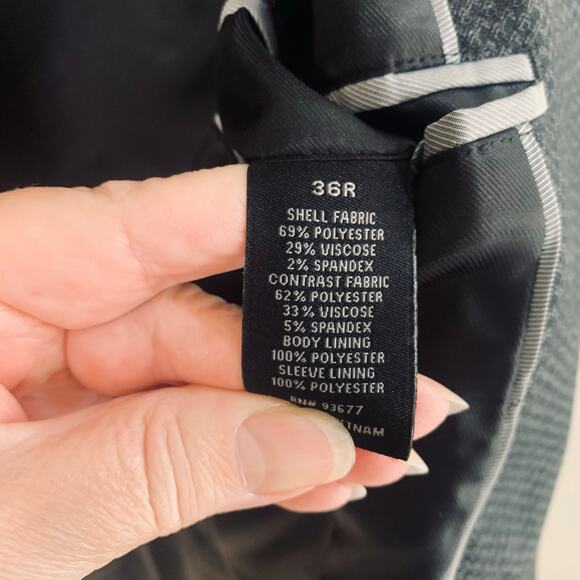 36R
SHELL FABRIC
69% POLYESTER
29% VISCOSE
2% SPANDEX
CONTRAST FABRIC
62% POLYESTER
33% VISCOSE
5% SPANDEX
BODY LINING
100% POLYESTER
SLEEVE LINING
100% POLYESTER
RN# 93677